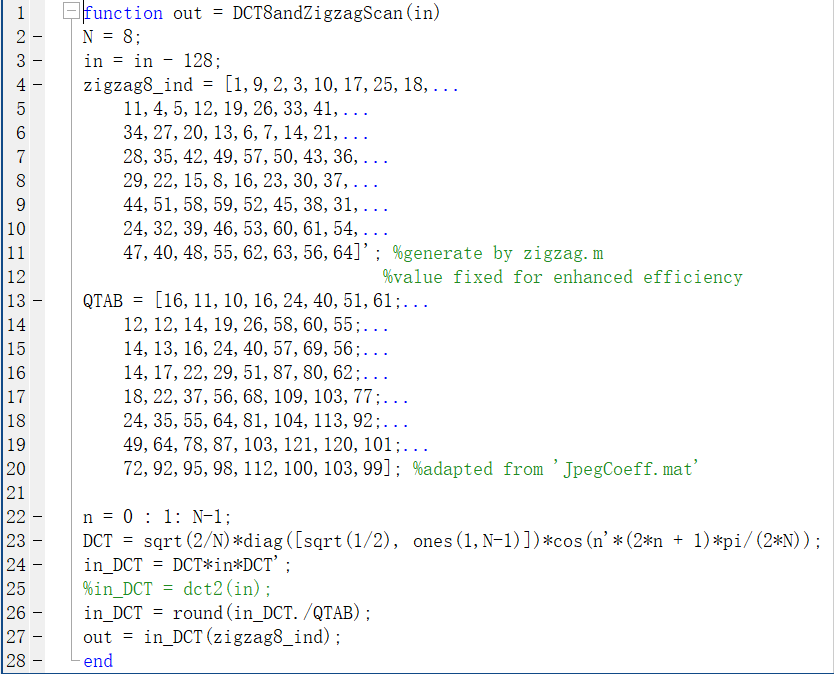 1 function out = DCT8andZigzagScan(in)
2 − N = 8;
3 − in = in - 128;
4 − zigzag8_ind = [1,9,2,3,10,17,25,18,...
5 11,4,5,12,19,26,33,41,...
6 34,27,20,13,6,7,14,21,...
7 28,35,42,49,57,50,43,36,...
8 29,22,15,8,16,23,30,37,...
9 44,51,58,59,52,45,38,31,...
10 24,32,39,46,53,60,61,54,...
11 47,40,48,55,62,63,56,64]'; %generate by zigzag.m
12 %value fixed for enhanced efficiency
13 − QTAB = [16,11,10,16,24,40,51,61;...
14 12,12,14,19,26,58,60,55;...
15 14,13,16,24,40,57,69,56;...
16 14,17,22,29,51,87,80,62;...
17 18,22,37,56,68,109,103,77;...
18 24,35,55,64,81,104,113,92;...
19 49,64,78,87,103,121,120,101;...
20 72,92,95,98,112,100,103,99]; %adapted from 'JpegCoeff.mat'
21
22 − n = 0 : 1: N-1;
23 − DCT = sqrt(2/N)*diag([sqrt(1/2), ones(1,N-1)])*cos(n'*(2*n + 1)*pi/(2*N));
24 − in_DCT = DCT*in*DCT';
25 %in_DCT = dct2(in);
26 − in_DCT = round(in_DCT./QTAB);
27 − out = in_DCT(zigzag8_ind);
28 − end